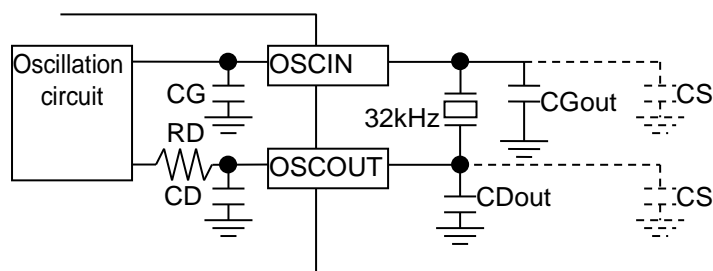 Oscillation
circuit
OSCIN
CG
CGout
CS
32kHz
RD
OSCOUT
CD
CDout
CS